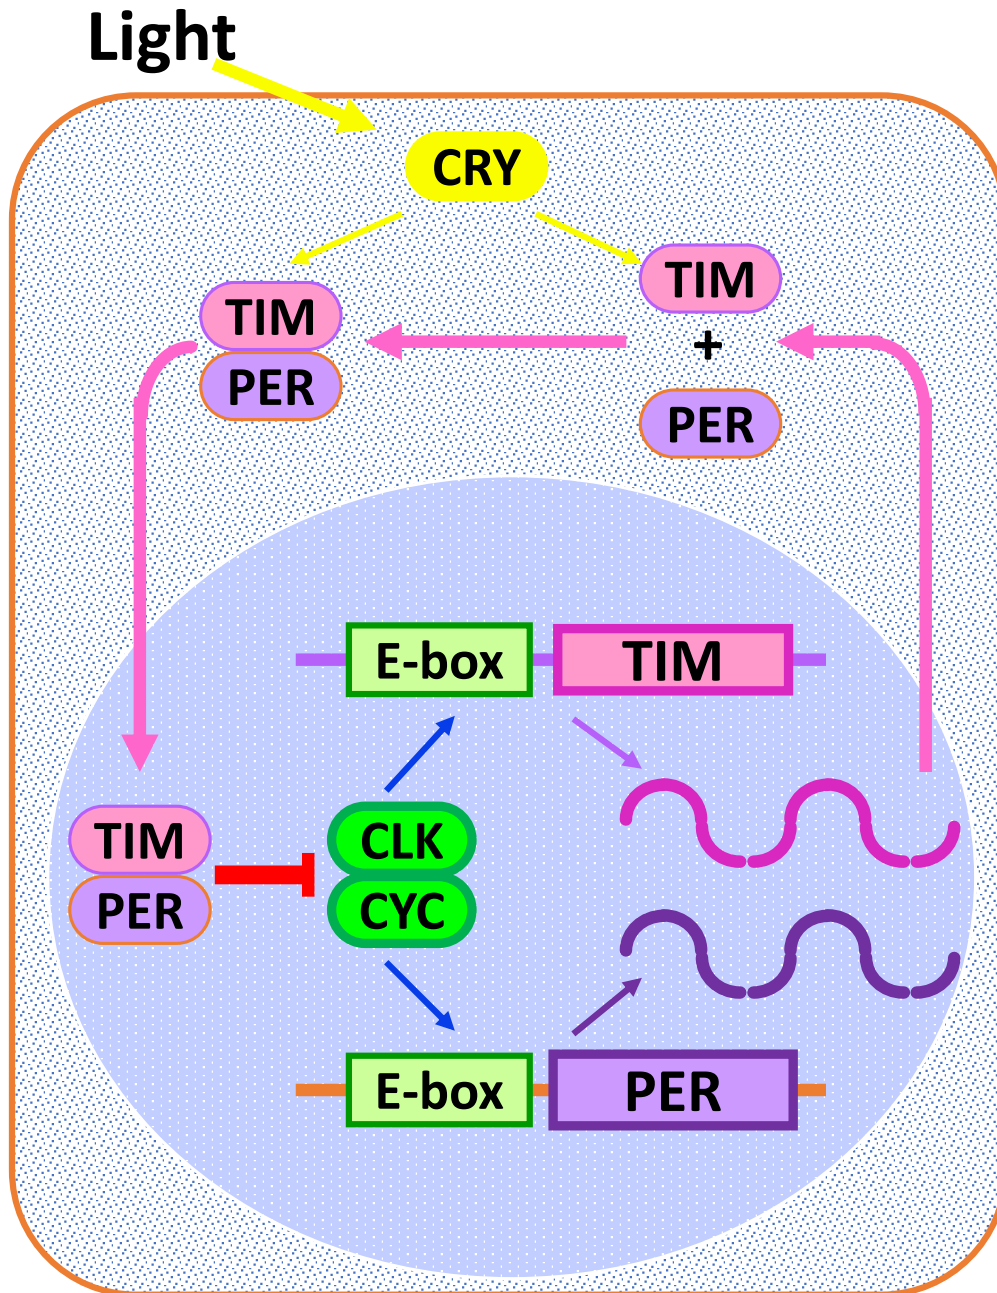 Light
CRY
TIM
+
PER
TIM
PER
E-box TIM
TIM
PER
CLK
CYC
E-box PER